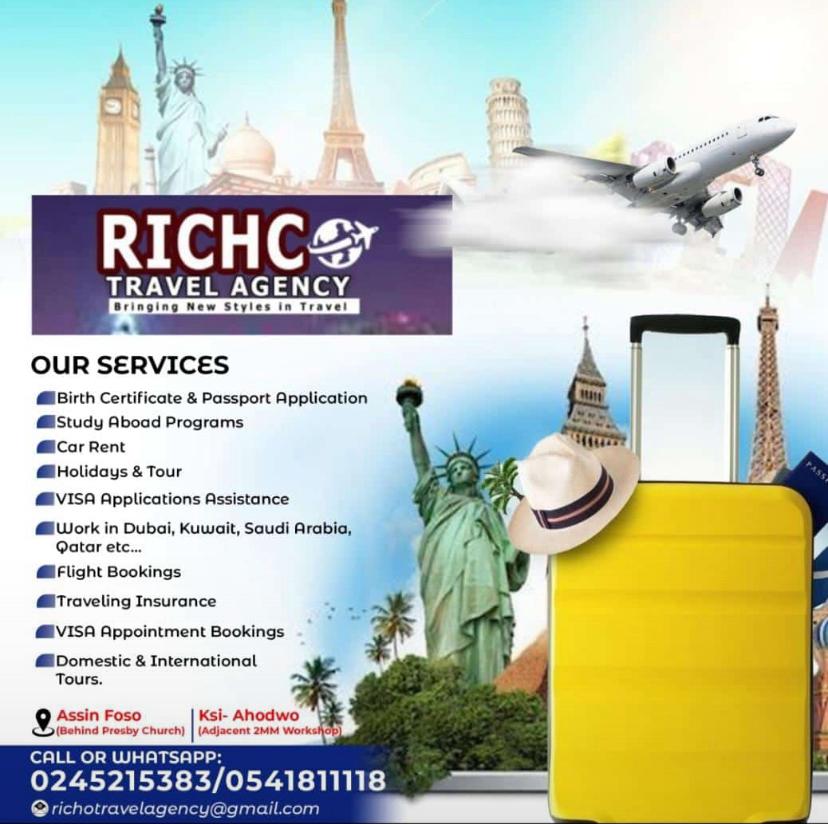 RICHCO
TRAVEL AGENCY
Bringing New Styles in Travel
OUR SERVICES
Birth Certificate & Passport Application
Study Aboad Programs
Car Rent
Holidays & Tour
VISA Applications Assistance
Work in Dubai, Kuwait, Saudi Arabia,
Qatar etc...
Flight Bookings
Traveling Insurance
VISA Appointment Bookings
Domestic & International
Tours.
Assin Foso
(Behind Presby Church)
Ksi- Ahodwo
(Adjacent 2MM Workshop)
CALL OR WHATSAPP:
0245215383/0541811118
richotravelagency@gmail.com